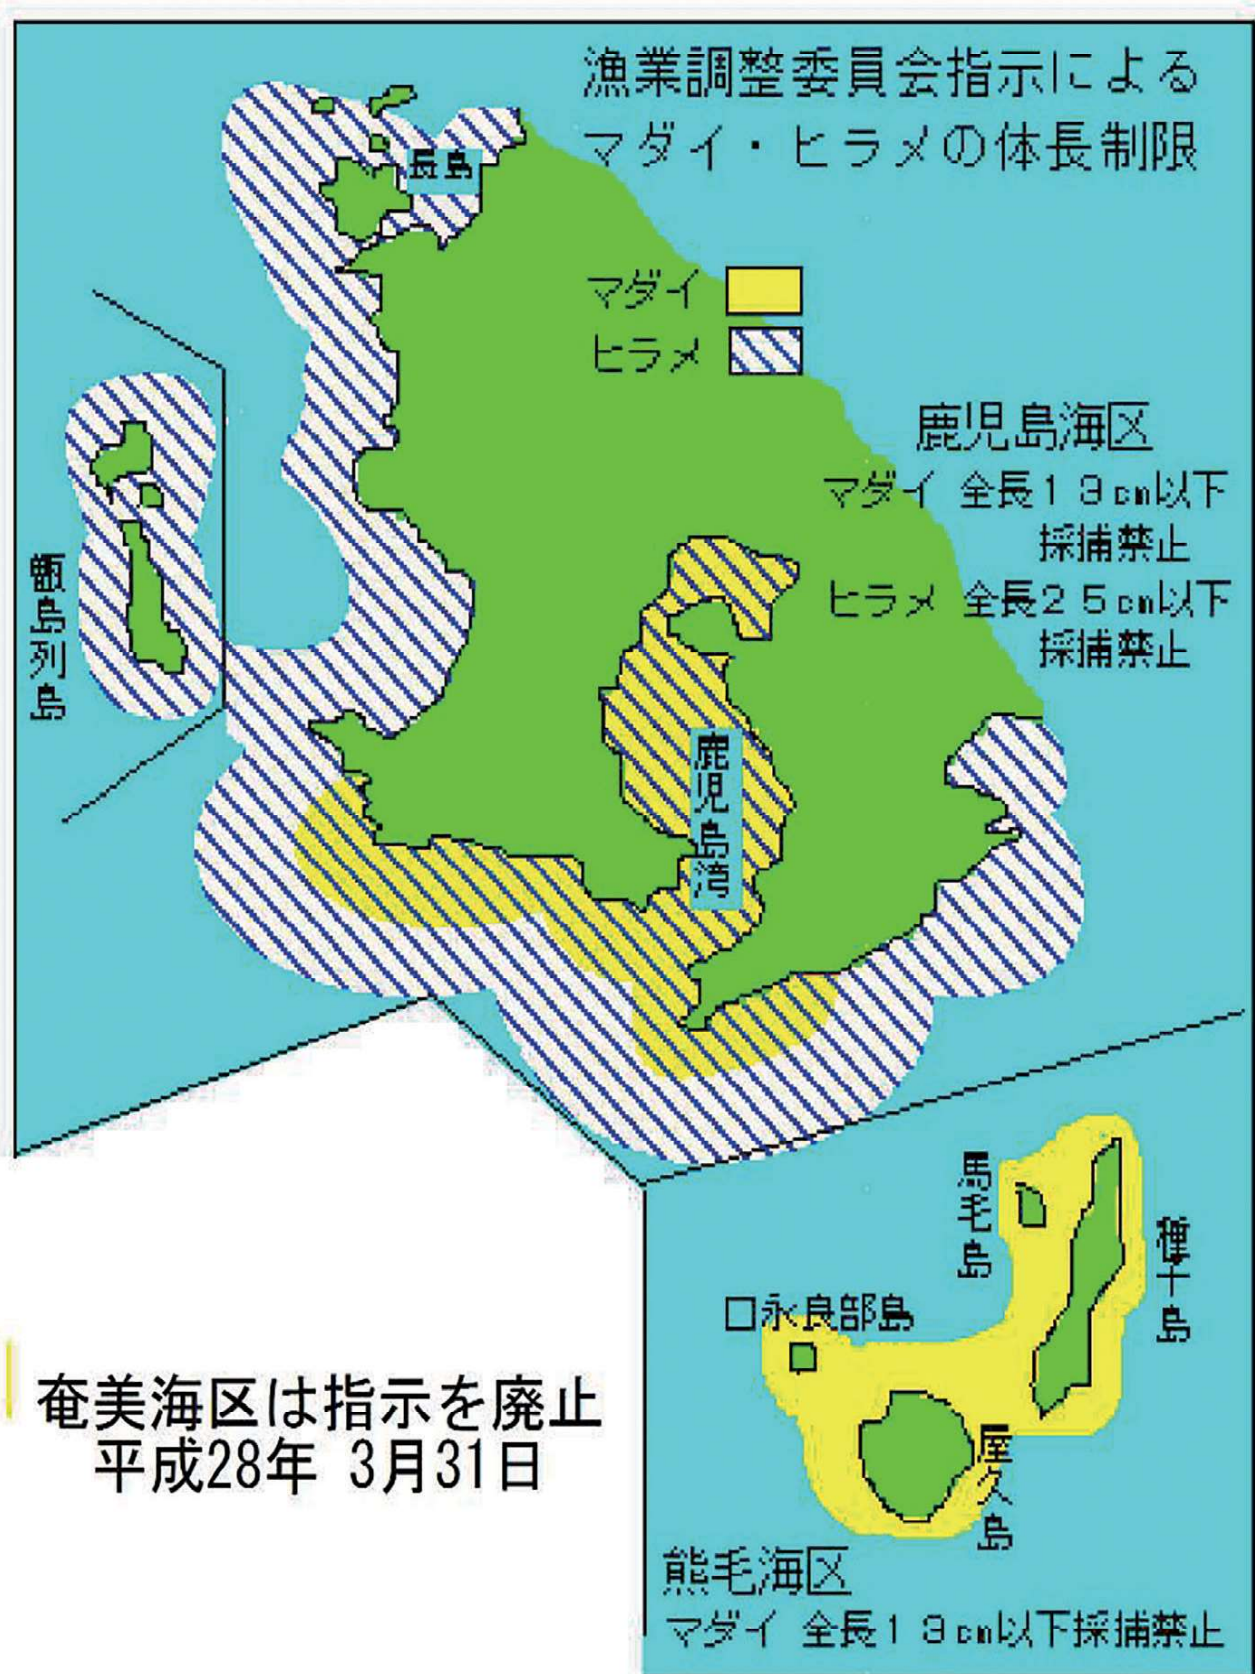 漁業調整委員会指示による
マダイ・ヒラメの体長制限
長島
マダイ
ヒラメ
鹿児島海区
マダイ 全長13cm以下
採捕禁止
ヒラメ 全長25cm以下
採捕禁止
甑島列島
鹿児島湾
馬毛島
種子島
口永良部島
屋久島
奄美海区は指示を廃止
平成28年 3月31日
熊毛海区
マダイ 全長13cm以下採捕禁止